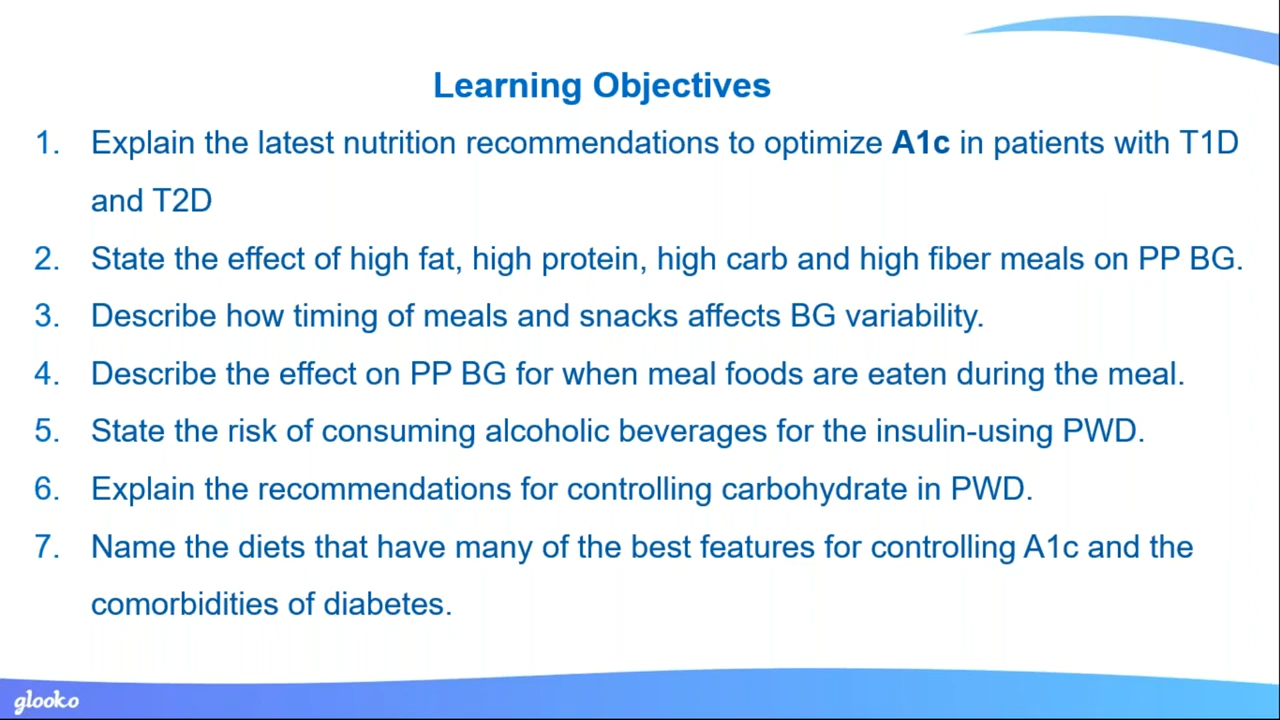 Learning Objectives
1. Explain the latest nutrition recommendations to optimize A1c in patients with T1D
and T2D
2. State the effect of high fat, high protein, high carb and high fiber meals on PP BG.
3. Describe how timing of meals and snacks affects BG variability.
4. Describe the effect on PP BG for when meal foods are eaten during the meal.
5. State the risk of consuming alcoholic beverages for the insulin-using PWD.
6. Explain the recommendations for controlling carbohydrate in PWD.
7. Name the diets that have many of the best features for controlling A1c and the
comorbidities of diabetes.
glooko